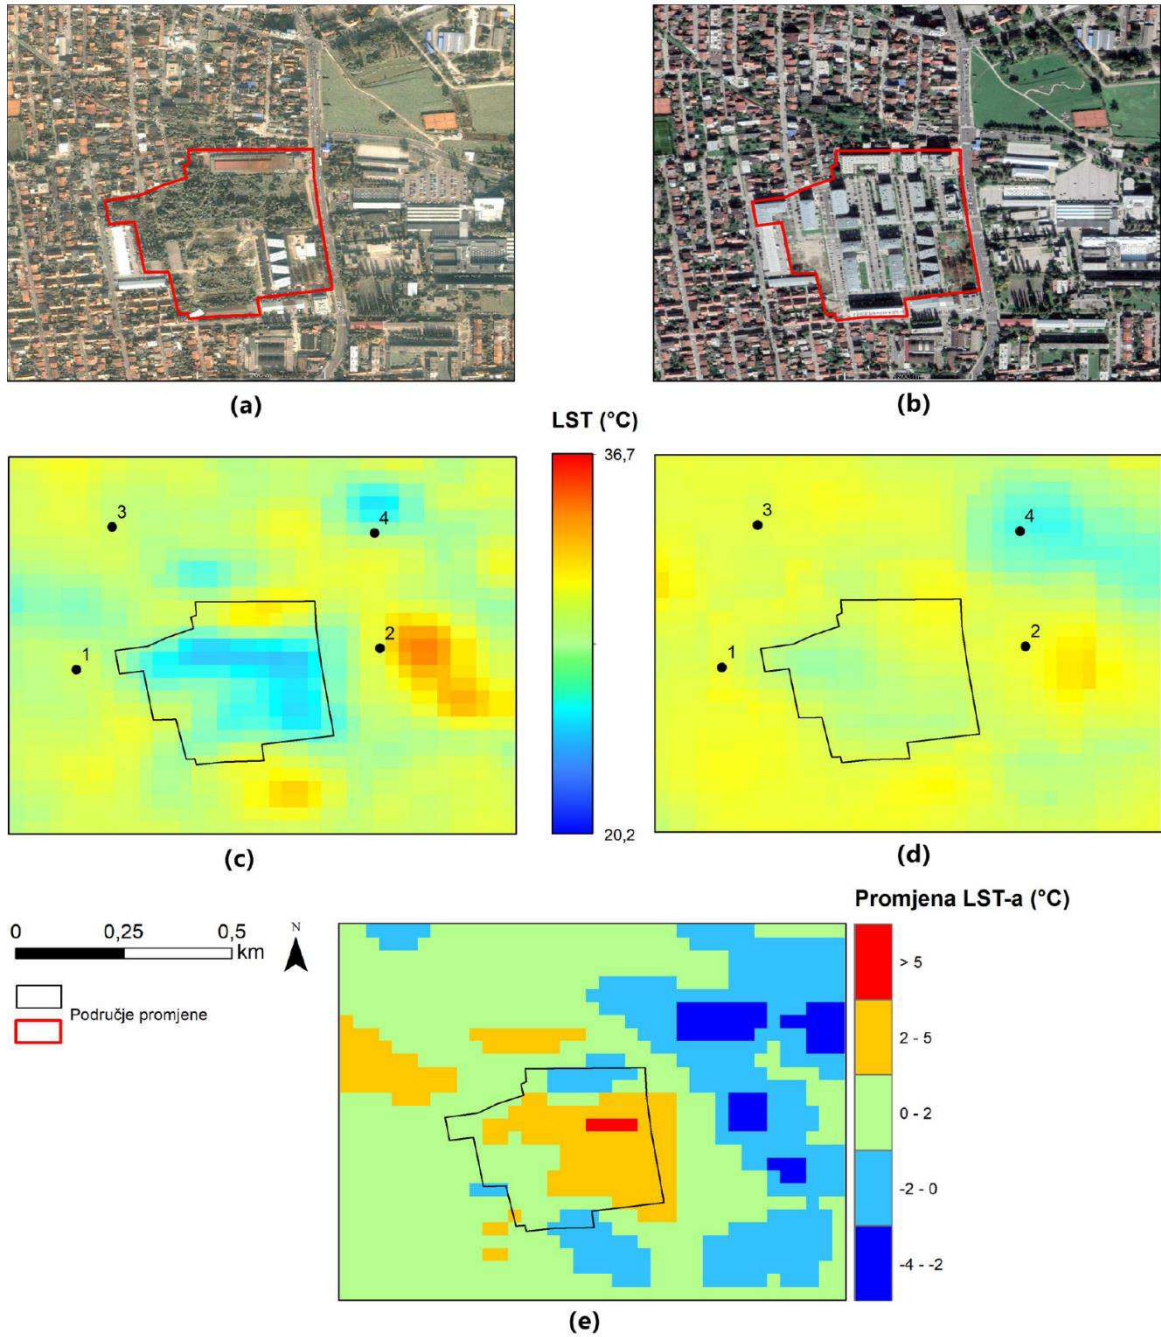 (a)
(b)
LST (°C)
36,7
20,2
3
4
1
2
(c)
3
4
1
2
(d)
0
0,25
0,5
km
N
Područje promjene
Promjena LST-a (°C)
> 5
2 - 5
0 - 2
-2 - 0
-4 - -2
(e)